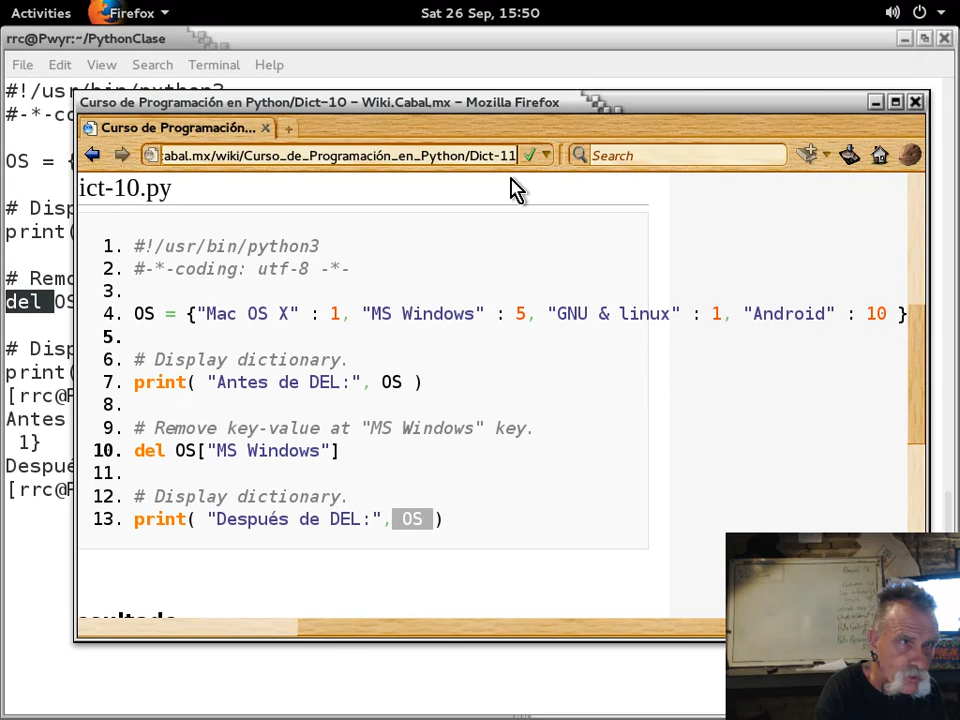 Activities Firefox Sat 26 Sep, 15:50
rrc@Pwyr:~/PythonClase
File Edit View Search Terminal Help
#!/usr/bin/python3
#-*-co
OS = {
# Disp
print(
# Remo
del OS
# Disp
print(
[rrc@P
Antes
1}
Despué
[rrc@P
Curso de Programación en Python/Dict-10 – Wiki.Cabal.mx – Mozilla Firefox
Curso de Programación...
cabal.mx/wiki/Curso_de_Programación_en_Python/Dict-11 Search
ict-10.py
1. #!/usr/bin/python3
2. #-*-coding: utf-8 -*-
3.
4. OS = {"Mac OS X" : 1, "MS Windows" : 5, "GNU & linux" : 1, "Android" : 10 }
5.
6. # Display dictionary.
7. print( "Antes de DEL:", OS )
8.
9. # Remove key-value at "MS Windows" key.
10. del OS["MS Windows"]
11.
12. # Display dictionary.
13. print( "Después de DEL:", OS )